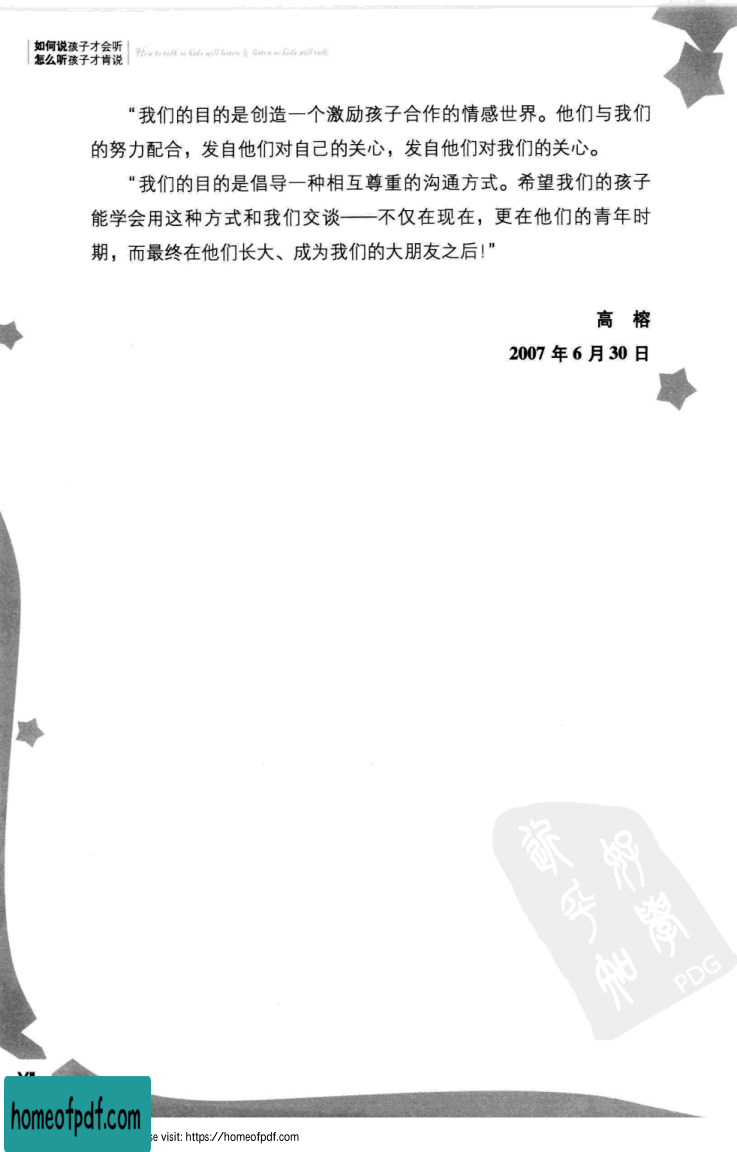 如何说孩子才会听
怎么听孩子才肯说
How to talk so kids will listen & listen so kids will talk
“我们的目的是创造一个激励孩子合作的情感世界。他们与我们
的努力配合，发自他们对自己的关心，发自他们对我们的关心。
“我们的目的是倡导一种相互尊重的沟通方式。希望我们的孩子
能学会用这种方式和我们交谈——不仅在现在，更在他们的青年时
期，而最终在他们长大、成为我们的大朋友之后！”
高 榕
2007 年 6 月 30 日
PDG
homeofpdf.com
visit: https://homeofpdf.com